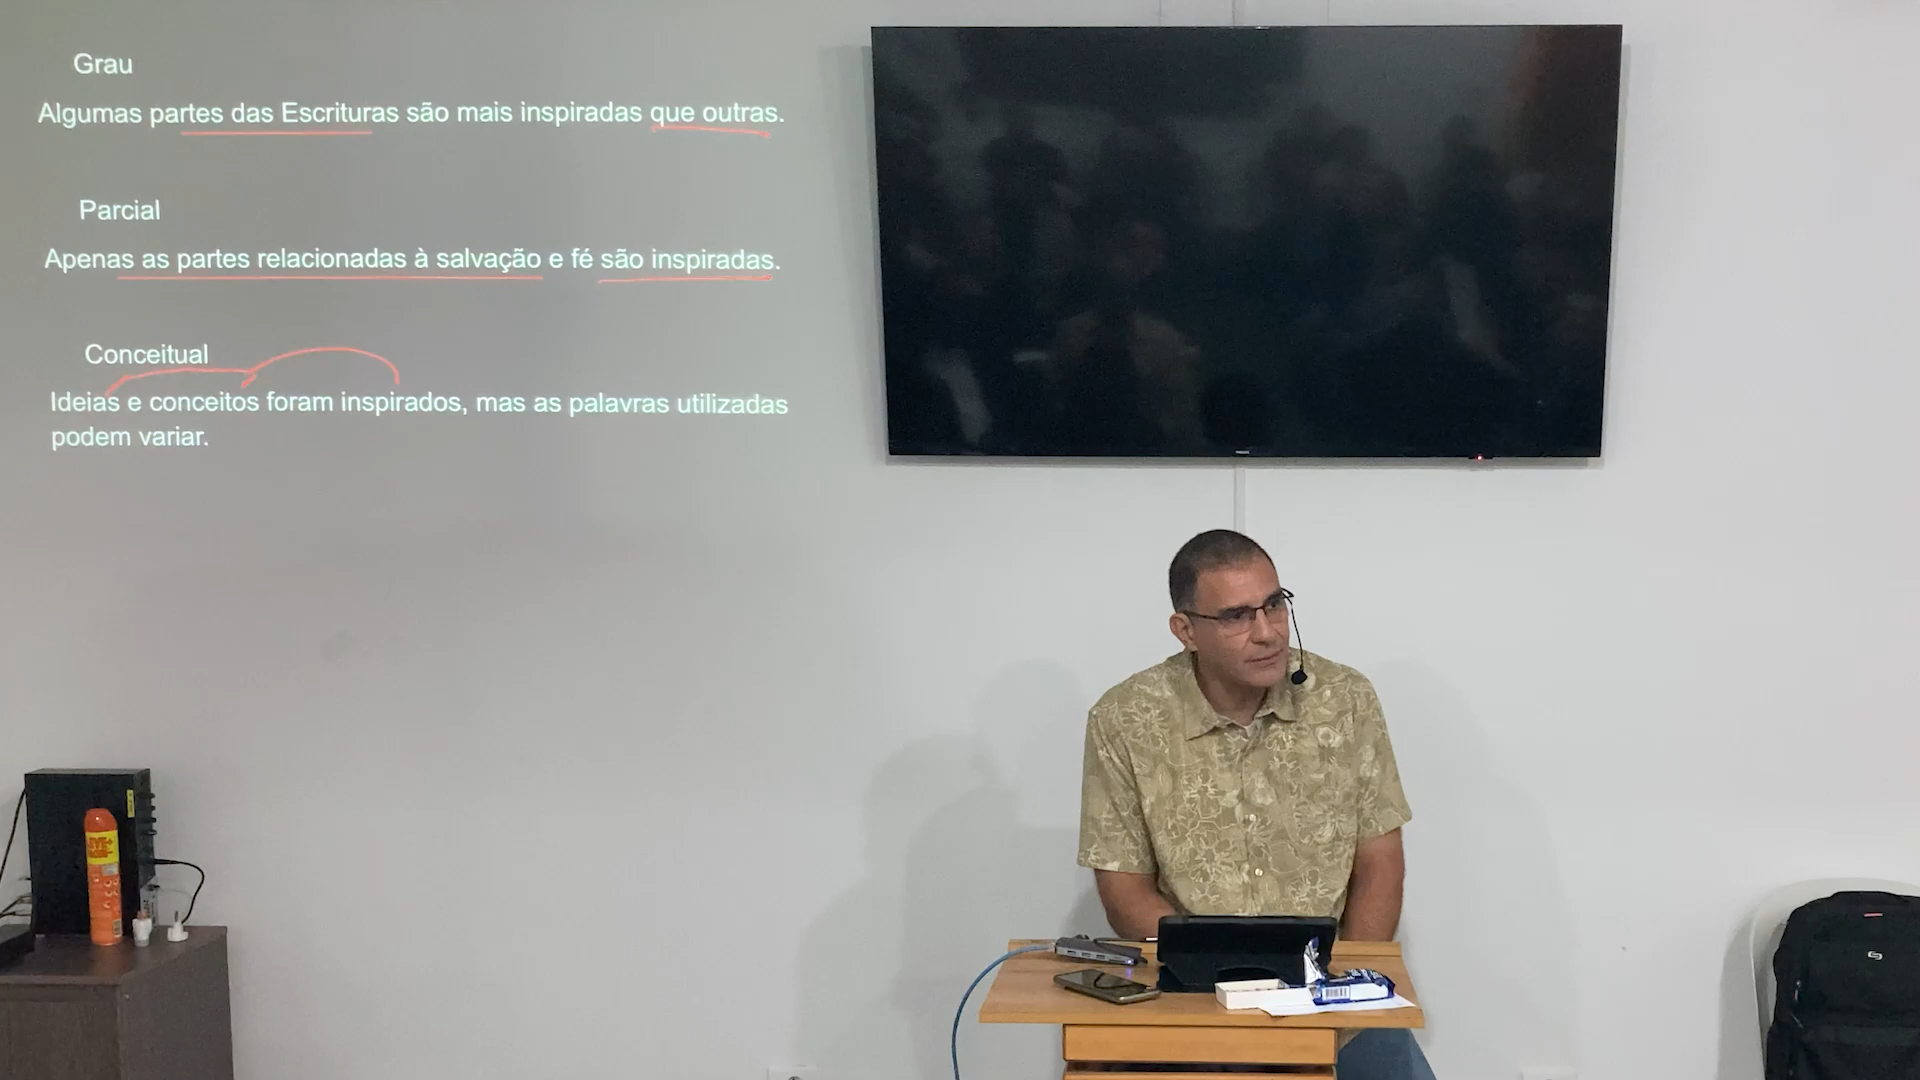 Grau
Algumas partes das Escrituras são mais inspiradas que outras.
Parcial
Apenas as partes relacionadas à salvação e fé são inspiradas.
Conceitual
Ideias e conceitos foram inspirados, mas as palavras utilizadas
podem variar.